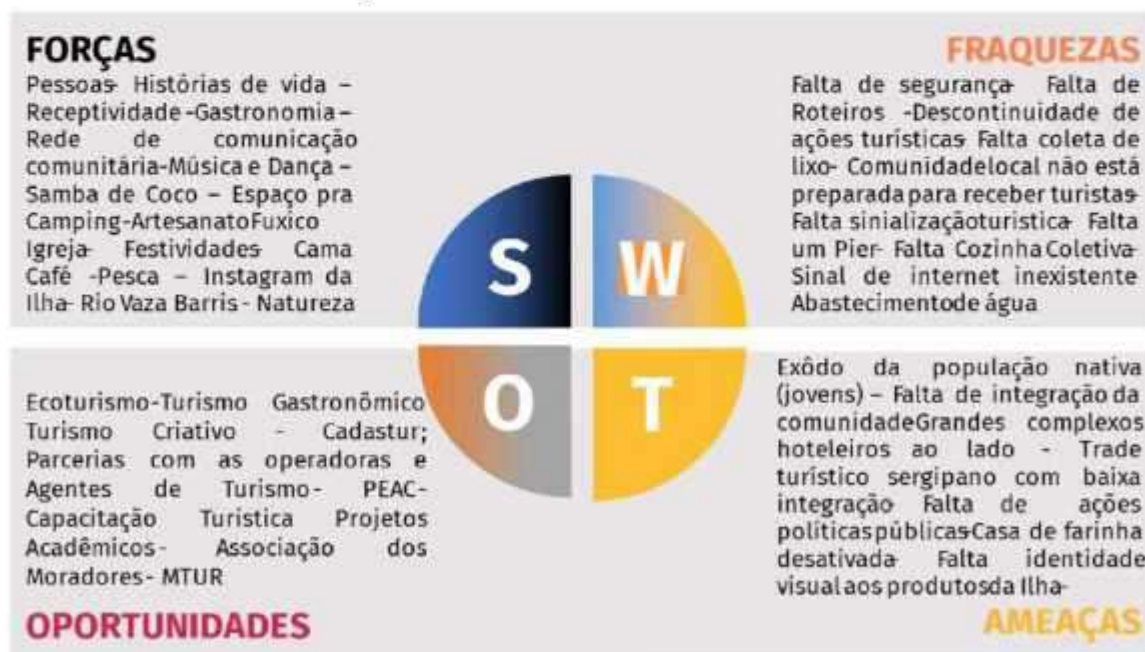 FORÇAS
Pessoas- Histórias de vida –
Receptividade -Gastronomia –
Rede de comunicação
comunitária-Música e Dança –
Samba de Coco – Espaço pra
Camping-ArtesanatoFuxico
Igreja- Festividades- Cama
Café -Pesca – Instagram da
Ilha- Rio Vaza Barris - Natureza
FRAQUEZAS
Falta de segurança- Falta de
Roteiros -Descontinuidade de
ações turísticas- Falta coleta de
lixo- Comunidadelocal não está
preparadapara receber turistas-
Falta sinializaçãoturistica- Falta
um Pier- Falta CozinhaColetiva-
Sinal de internet inexistente
Abastecimentode água
S
W
O
T
Ecoturismo-Turismo Gastronômico
Turismo Criativo - Cadastur;
Parcerias com as operadoras e
Agentes de Turismo- PEAC-
Capacitação Turística Projetos
Acadêmicos- Associação dos
Moradores- MTUR
OPORTUNIDADES
Exôdo da população nativa
(jovens) – Falta de integração da
comunidadeGrandes complexos
hoteleiros ao lado - Trade
turístico sergipano com baixa
integração- Falta de ações
políticaspúblicas-Casa de farinha
desativada- Falta identidade
visualaos produtosda Ilha-
AMEAÇAS